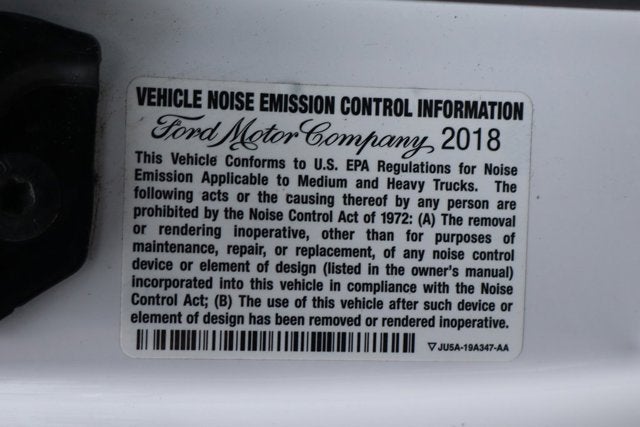 VEHICLE NOISE EMISSION CONTROL INFORMATION
Ford Motor Company 2018
This Vehicle Conforms to U.S. EPA Regulations for Noise
Emission Applicable to Medium and Heavy Trucks. The
following acts or the causing thereof by any person are
prohibited by the Noise Control Act of 1972: (A) The removal
or rendering inoperative, other than for purposes of
maintenance, repair, or replacement, of any noise control
device or element of design (listed in the owner's manual)
incorporated into this vehicle in compliance with the Noise
Control Act; (B) The use of this vehicle after such device or
element of design has been removed or rendered inoperative.
▽ JU5A-19A347-AA